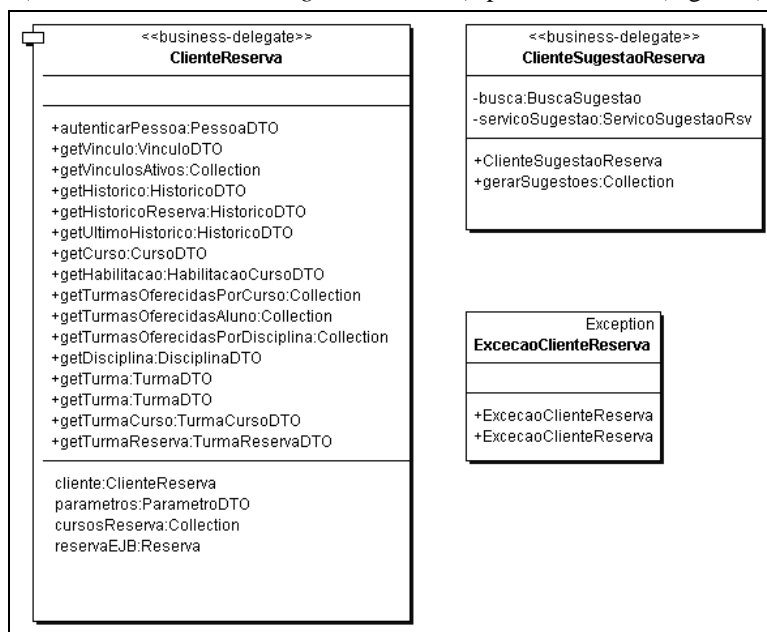 <<business-delegate>>
ClienteReserva
+autenticarPessoa:PessoaDTO
+getVinculo:VinculoDTO
+getVinculosAtivos:Collection
+getHistorico:HistoricoDTO
+getHistoricoReserva:HistoricoDTO
+getUltimoHistorico:HistoricoDTO
+getCurso:CursoDTO
+getHabilitacao:HabilitacaoCursoDTO
+getTurmasOferecidasPorCurso:Collection
+getTurmasOferecidasAluno:Collection
+getTurmasOferecidasPorDisciplina:Collection
+getDisciplina:DisciplinaDTO
+getTurma:TurmaDTO
+getTurma:TurmaDTO
+getTurmaCurso:TurmaCursoDTO
+getTurmaReserva:TurmaReservaDTO
cliente:ClienteReserva
parametros:ParametroDTO
cursosReserva:Collection
reservaEJB:Reserva
<<business-delegate>>
ClienteSugestaoReserva
-busca:BuscaSugestao
-servicoSugestao:ServicoSugestaoRsv
+ClienteSugestaoReserva
+gerarSugestoes:Collection
Exception
ExcecaoClienteReserva
+ExcecaoClienteReserva
+ExcecaoClienteReserva